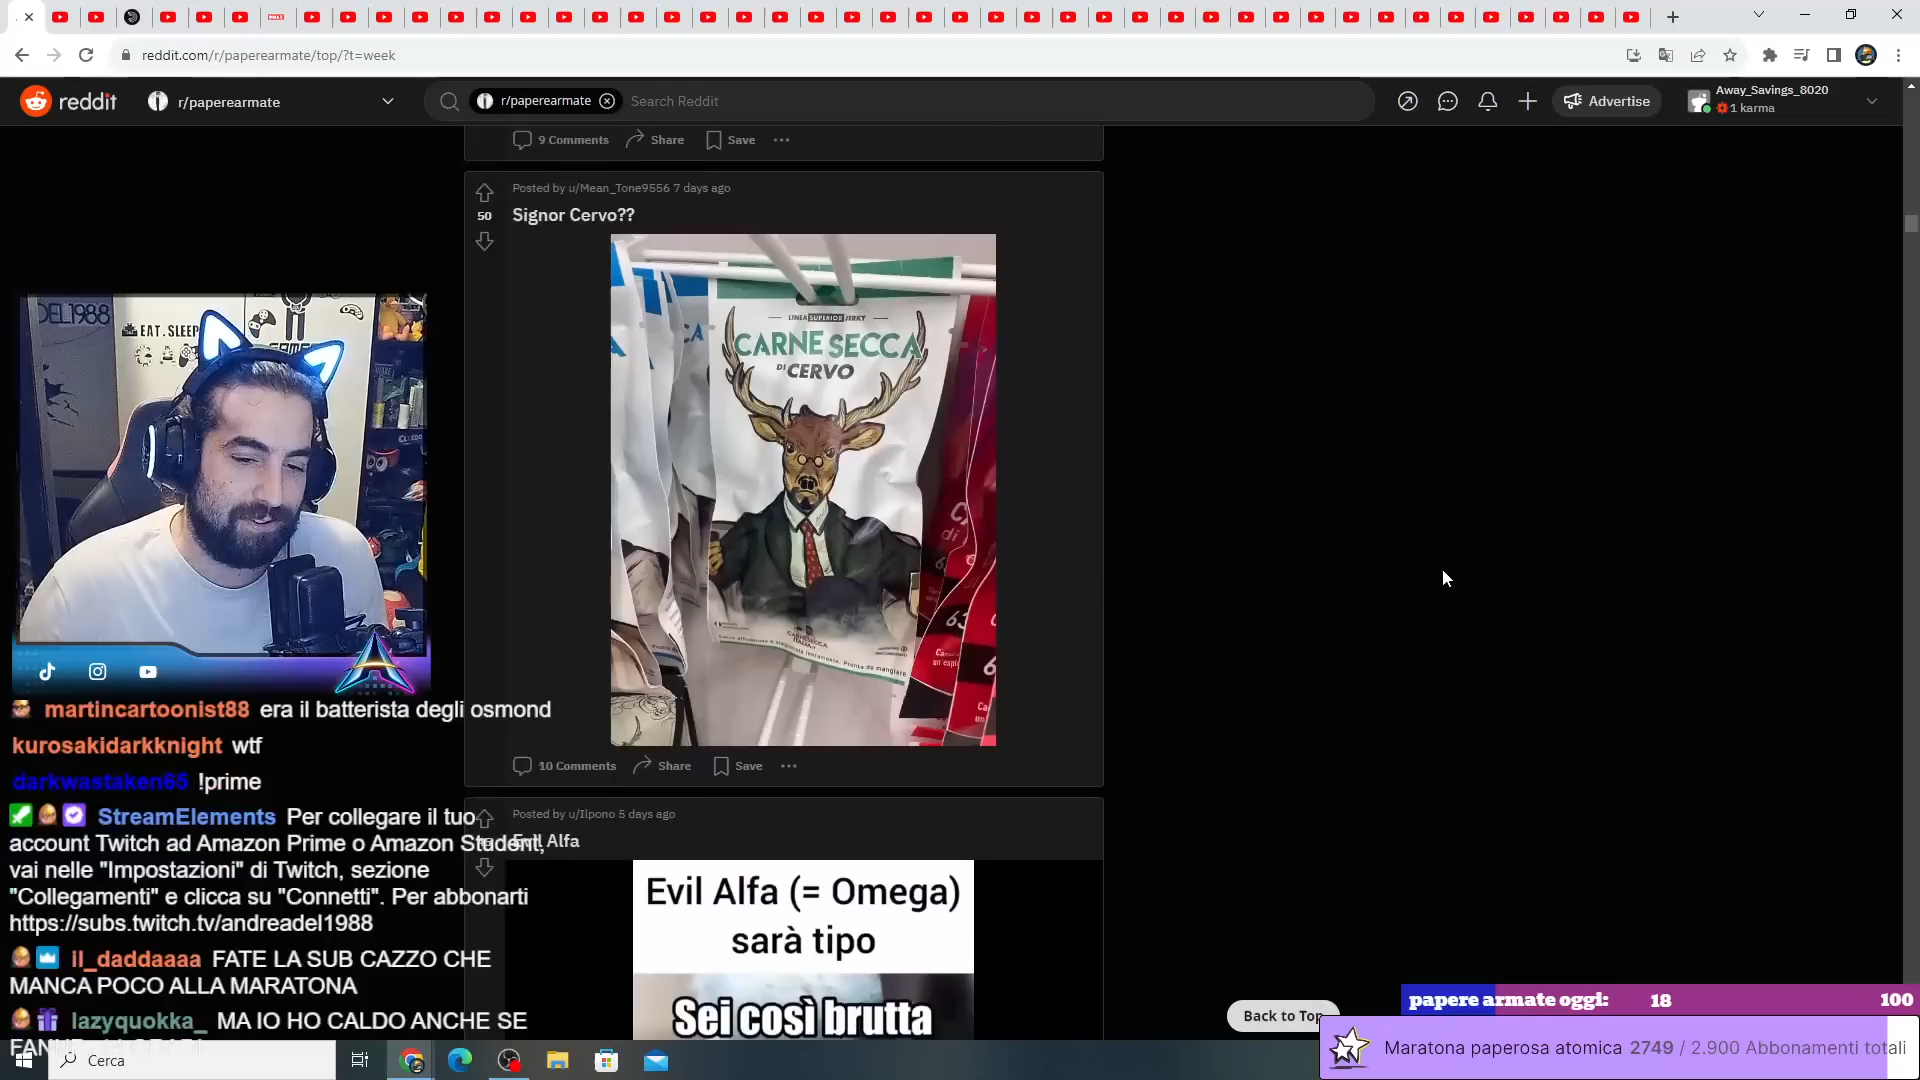 reddit.com/r/paperearmate/top/?t=week
reddit
r/paperearmate
r/paperearmate
Search Reddit
Advertise
Away_Savings_8020
1 karma
9 Comments
Share
Save
Posted by u/Mean_Tone9556 7 days ago
50
Signor Cervo??
LINEA SUPERIOR JERKY
CARNE SECCA
DI CERVO
CARNESECCA
ITALIA
10 Comments
Share
Save
Posted by u/Ilpono 5 days ago
Evil Alfa
Evil Alfa (= Omega)
sarà tipo
Sei così brutta
Back to Top
DEL1988
EAT.SLEEP
GAME
martincartoonist88 era il batterista degli osmond
kurosakidarkknight wtf
darkwastaken65 !prime
StreamElements Per collegare il tuo
account Twitch ad Amazon Prime o Amazon Student,
vai nelle "Impostazioni" di Twitch, sezione
"Collegamenti" e clicca su "Connetti". Per abbonarti
https://subs.twitch.tv/andreadel1988
il_daddaaaa FATE LA SUB CAZZO CHE
MANCA POCO ALLA MARATONA
lazyquokka_ MA IO HO CALDO ANCHE SE
papere armate oggi: 18 100
Maratona paperosa atomica 2749 / 2.900 Abbonamenti totali
Cerca